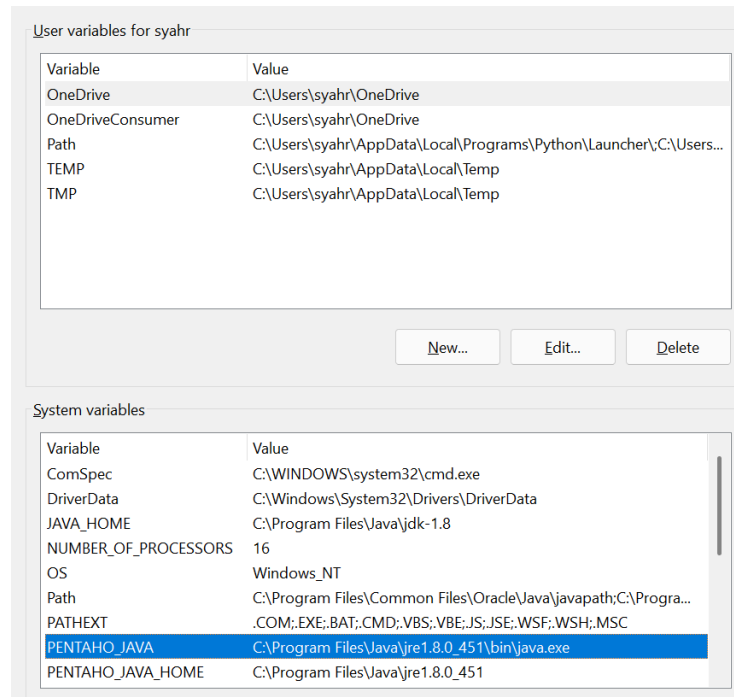 User variables for syahr
Variable Value
OneDrive C:\Users\syahr\OneDrive
OneDriveConsumer C:\Users\syahr\OneDrive
Path C:\Users\syahr\AppData\Local\Programs\Python\Launcher\;C:\Users...
TEMP C:\Users\syahr\AppData\Local\Temp
TMP C:\Users\syahr\AppData\Local\Temp
New... Edit... Delete
System variables
Variable Value
ComSpec C:\WINDOWS\system32\cmd.exe
DriverData C:\Windows\System32\Drivers\DriverData
JAVA_HOME C:\Program Files\Java\jdk-1.8
NUMBER_OF_PROCESSORS 16
OS Windows_NT
Path C:\Program Files\Common Files\Oracle\Java\javapath;C:\Progra...
PATHEXT .COM;.EXE;.BAT;.CMD;.VBS;.VBE;.JS;.JSE;.WSF;.WSH;.MSC
PENTAHO_JAVA C:\Program Files\Java\jre1.8.0_451\bin\java.exe
PENTAHO_JAVA_HOME C:\Program Files\Java\jre1.8.0_451